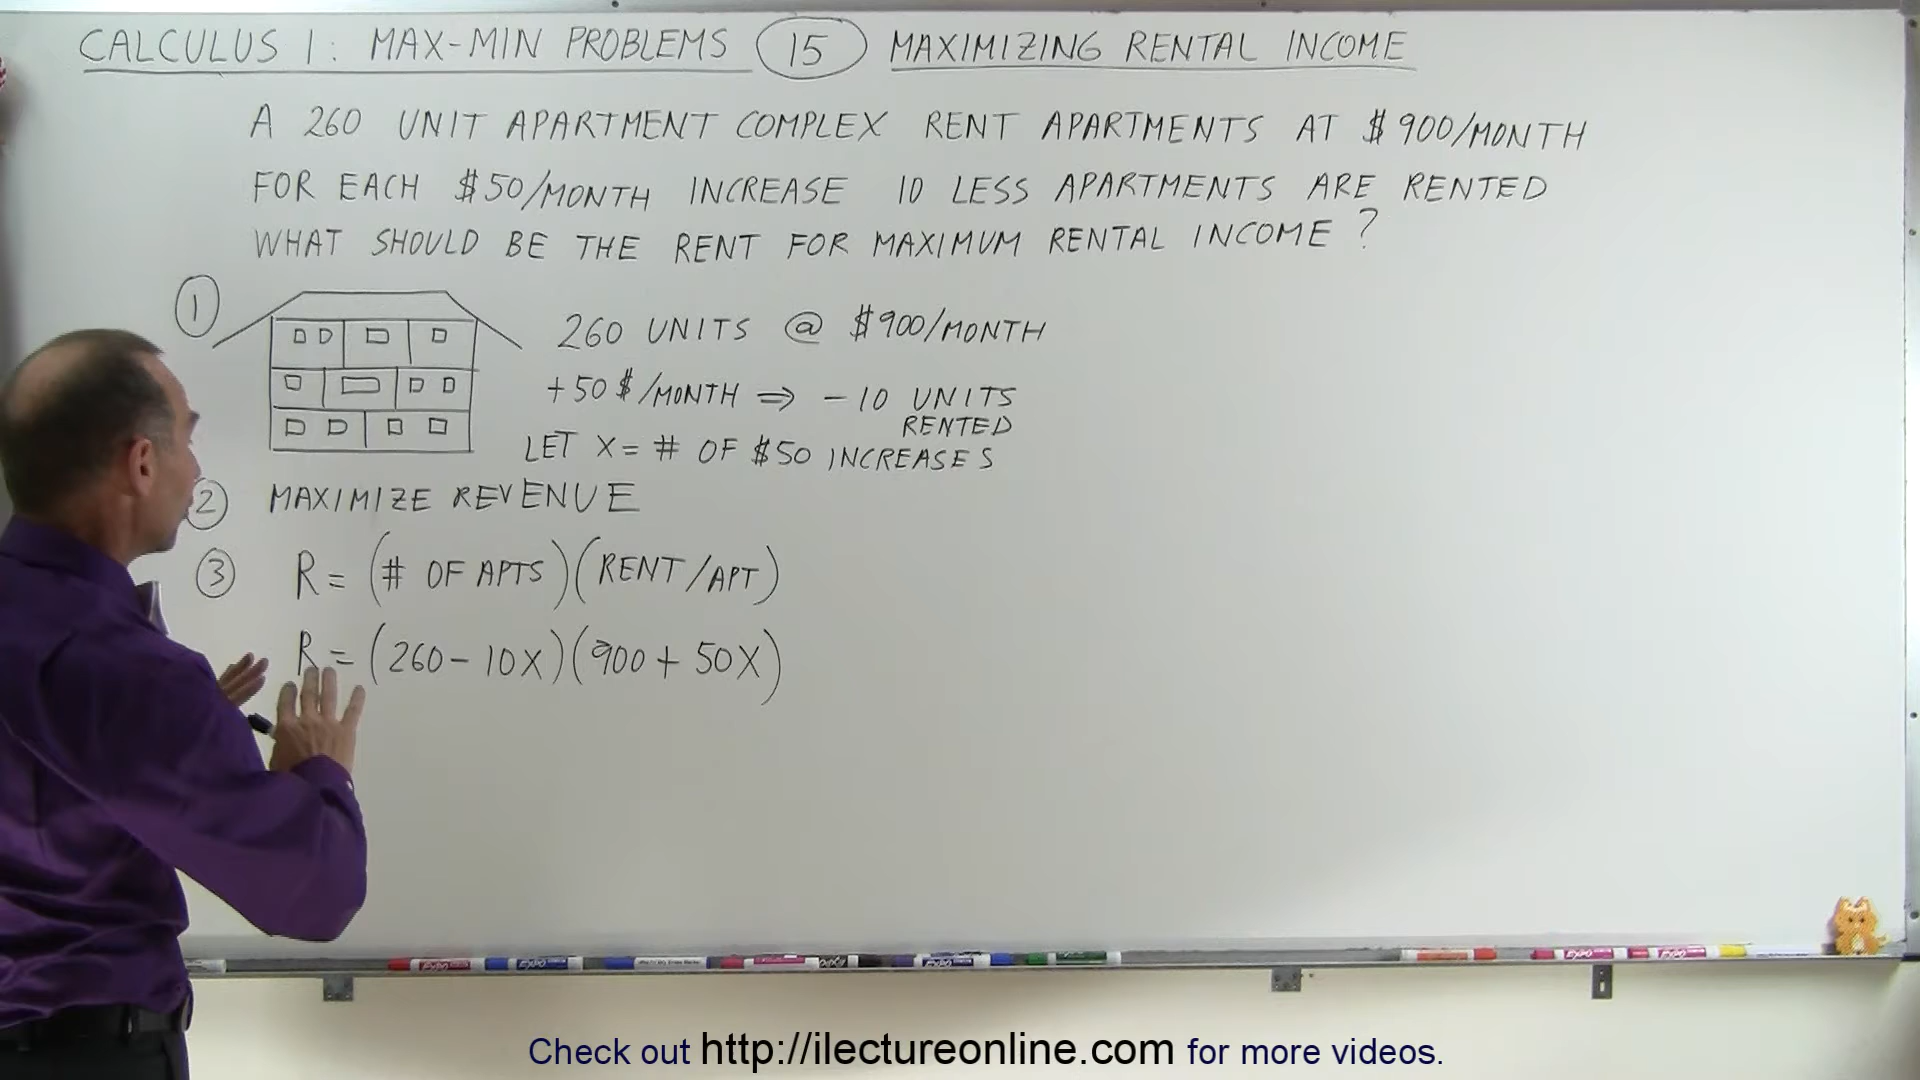 CALCULUS 1: MAX-MIN PROBLEMS 15 MAXIMIZING RENTAL INCOME
A 260 UNIT APARTMENT COMPLEX RENT APARTMENTS AT $900/MONTH
FOR EACH $50/MONTH INCREASE 10 LESS APARTMENTS ARE RENTED
WHAT SHOULD BE THE RENT FOR MAXIMUM RENTAL INCOME?
1
260 UNITS @ $900/MONTH
+50$/MONTH ⇒ -10 UNITS
RENTED
LET X = # OF $50 INCREASES
2 MAXIMIZE REVENUE
3 R = (# OF APTS)(RENT/APT)
R = (260 - 10X)(900 + 50X)
EXPO
Check out http://ilectureonline.com for more videos.